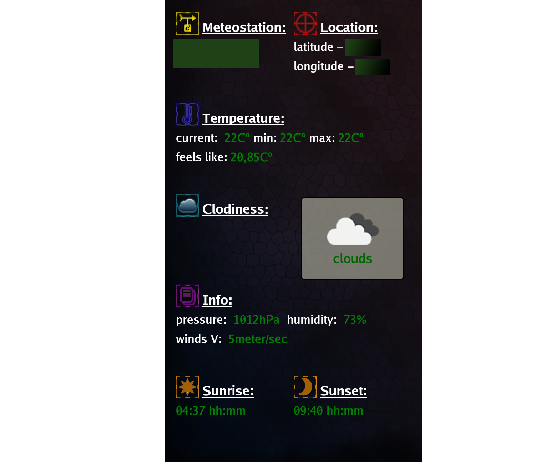 Meteostation:
Location:
latitude -
longitude -
Temperature:
current: 22C° min: 22C° max: 22C°
feels like: 20,85C°
Clodiness:
clouds
Info:
pressure: 1012hPa humidity: 73%
winds V: 5meter/sec
Sunrise:
04:37 hh:mm
Sunset:
09:40 hh:mm